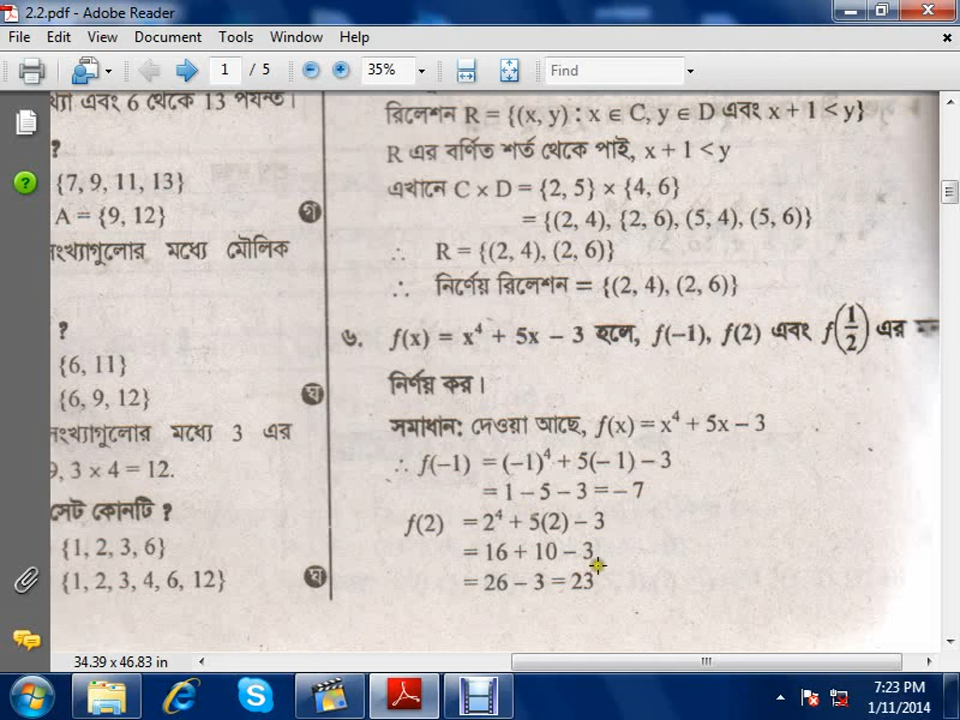 2.2.pdf - Adobe Reader
File Edit View Document Tools Window Help
1 / 5 35% Find
এবং 6 থেকে 13 পর্যন্ত।
?
{7, 9, 11, 13}
A = {9, 12} গ
মধ্যে মৌলিক
?
{6, 11}
{6, 9, 12} ঘ
মধ্যে 3 এর
9, 3 × 4 = 12.
সেট কোনটি ?
{1, 2, 3, 6}
{1, 2, 3, 4, 6, 12} ঘ
রিলেশন R = {(x, y) : x ∈ C, y ∈ D এবং x + 1 < y}
R এর বর্ণিত শর্ত থেকে পাই, x + 1 < y
এখানে C × D = {2, 5} × {4, 6}
= {(2, 4), {2, 6), (5, 4), (5, 6)}
∴ R = {(2, 4), (2, 6)}
∴ নির্ণেয় রিলেশন = {(2, 4), (2, 6)}
৬. f(x) = x⁴ + 5x – 3 হলে, f(–1), f(2) এবং f(1/2) এর
নির্ণয় কর।
সমাধান: দেওয়া আছে, f(x) = x⁴ + 5x – 3
∴ f(–1) = (–1)⁴ + 5(–1) – 3
= 1 – 5 – 3 = – 7
f(2) = 2⁴ + 5(2) – 3
= 16 + 10 – 3
= 26 – 3 = 23
34.39 x 46.83 in
7:23 PM
1/11/2014